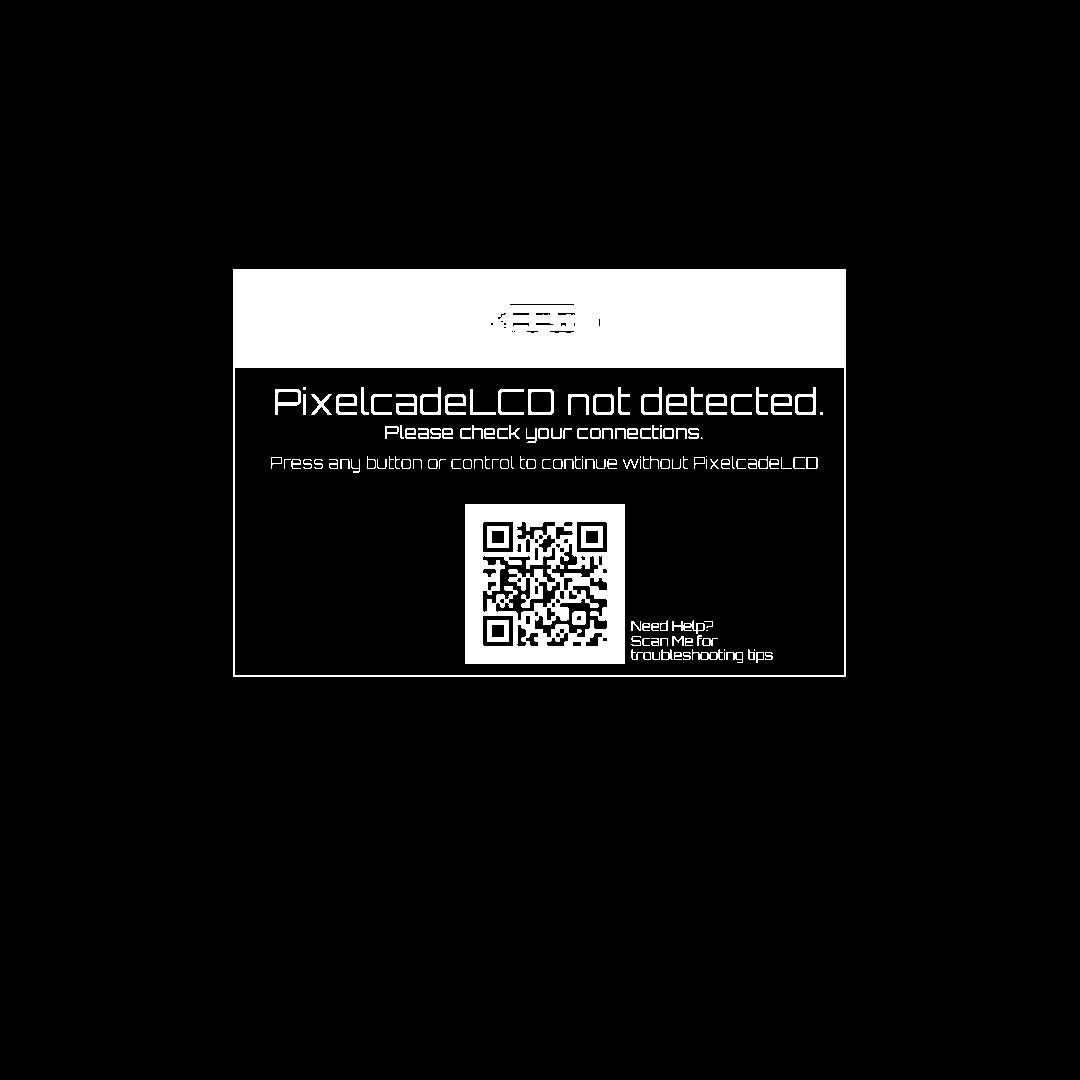 PixelcadeLCD not detected.
Please check your connections.
Press any button or control to continue without PixelcadeLCD
Need Help?
Scan Me for
troubleshooting tips